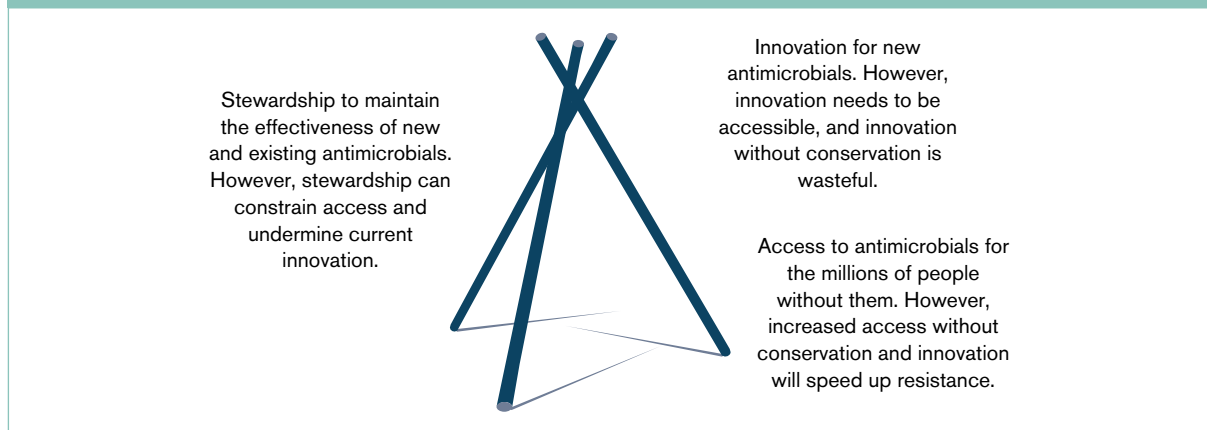 Stewardship to maintain
the effectiveness of new
and existing antimicrobials.
However, stewardship can
constrain access and
undermine current
innovation.
Innovation for new
antimicrobials. However,
innovation needs to be
accessible, and innovation
without conservation is
wasteful.
Access to antimicrobials for
the millions of people
without them. However,
increased access without
conservation and innovation
will speed up resistance.